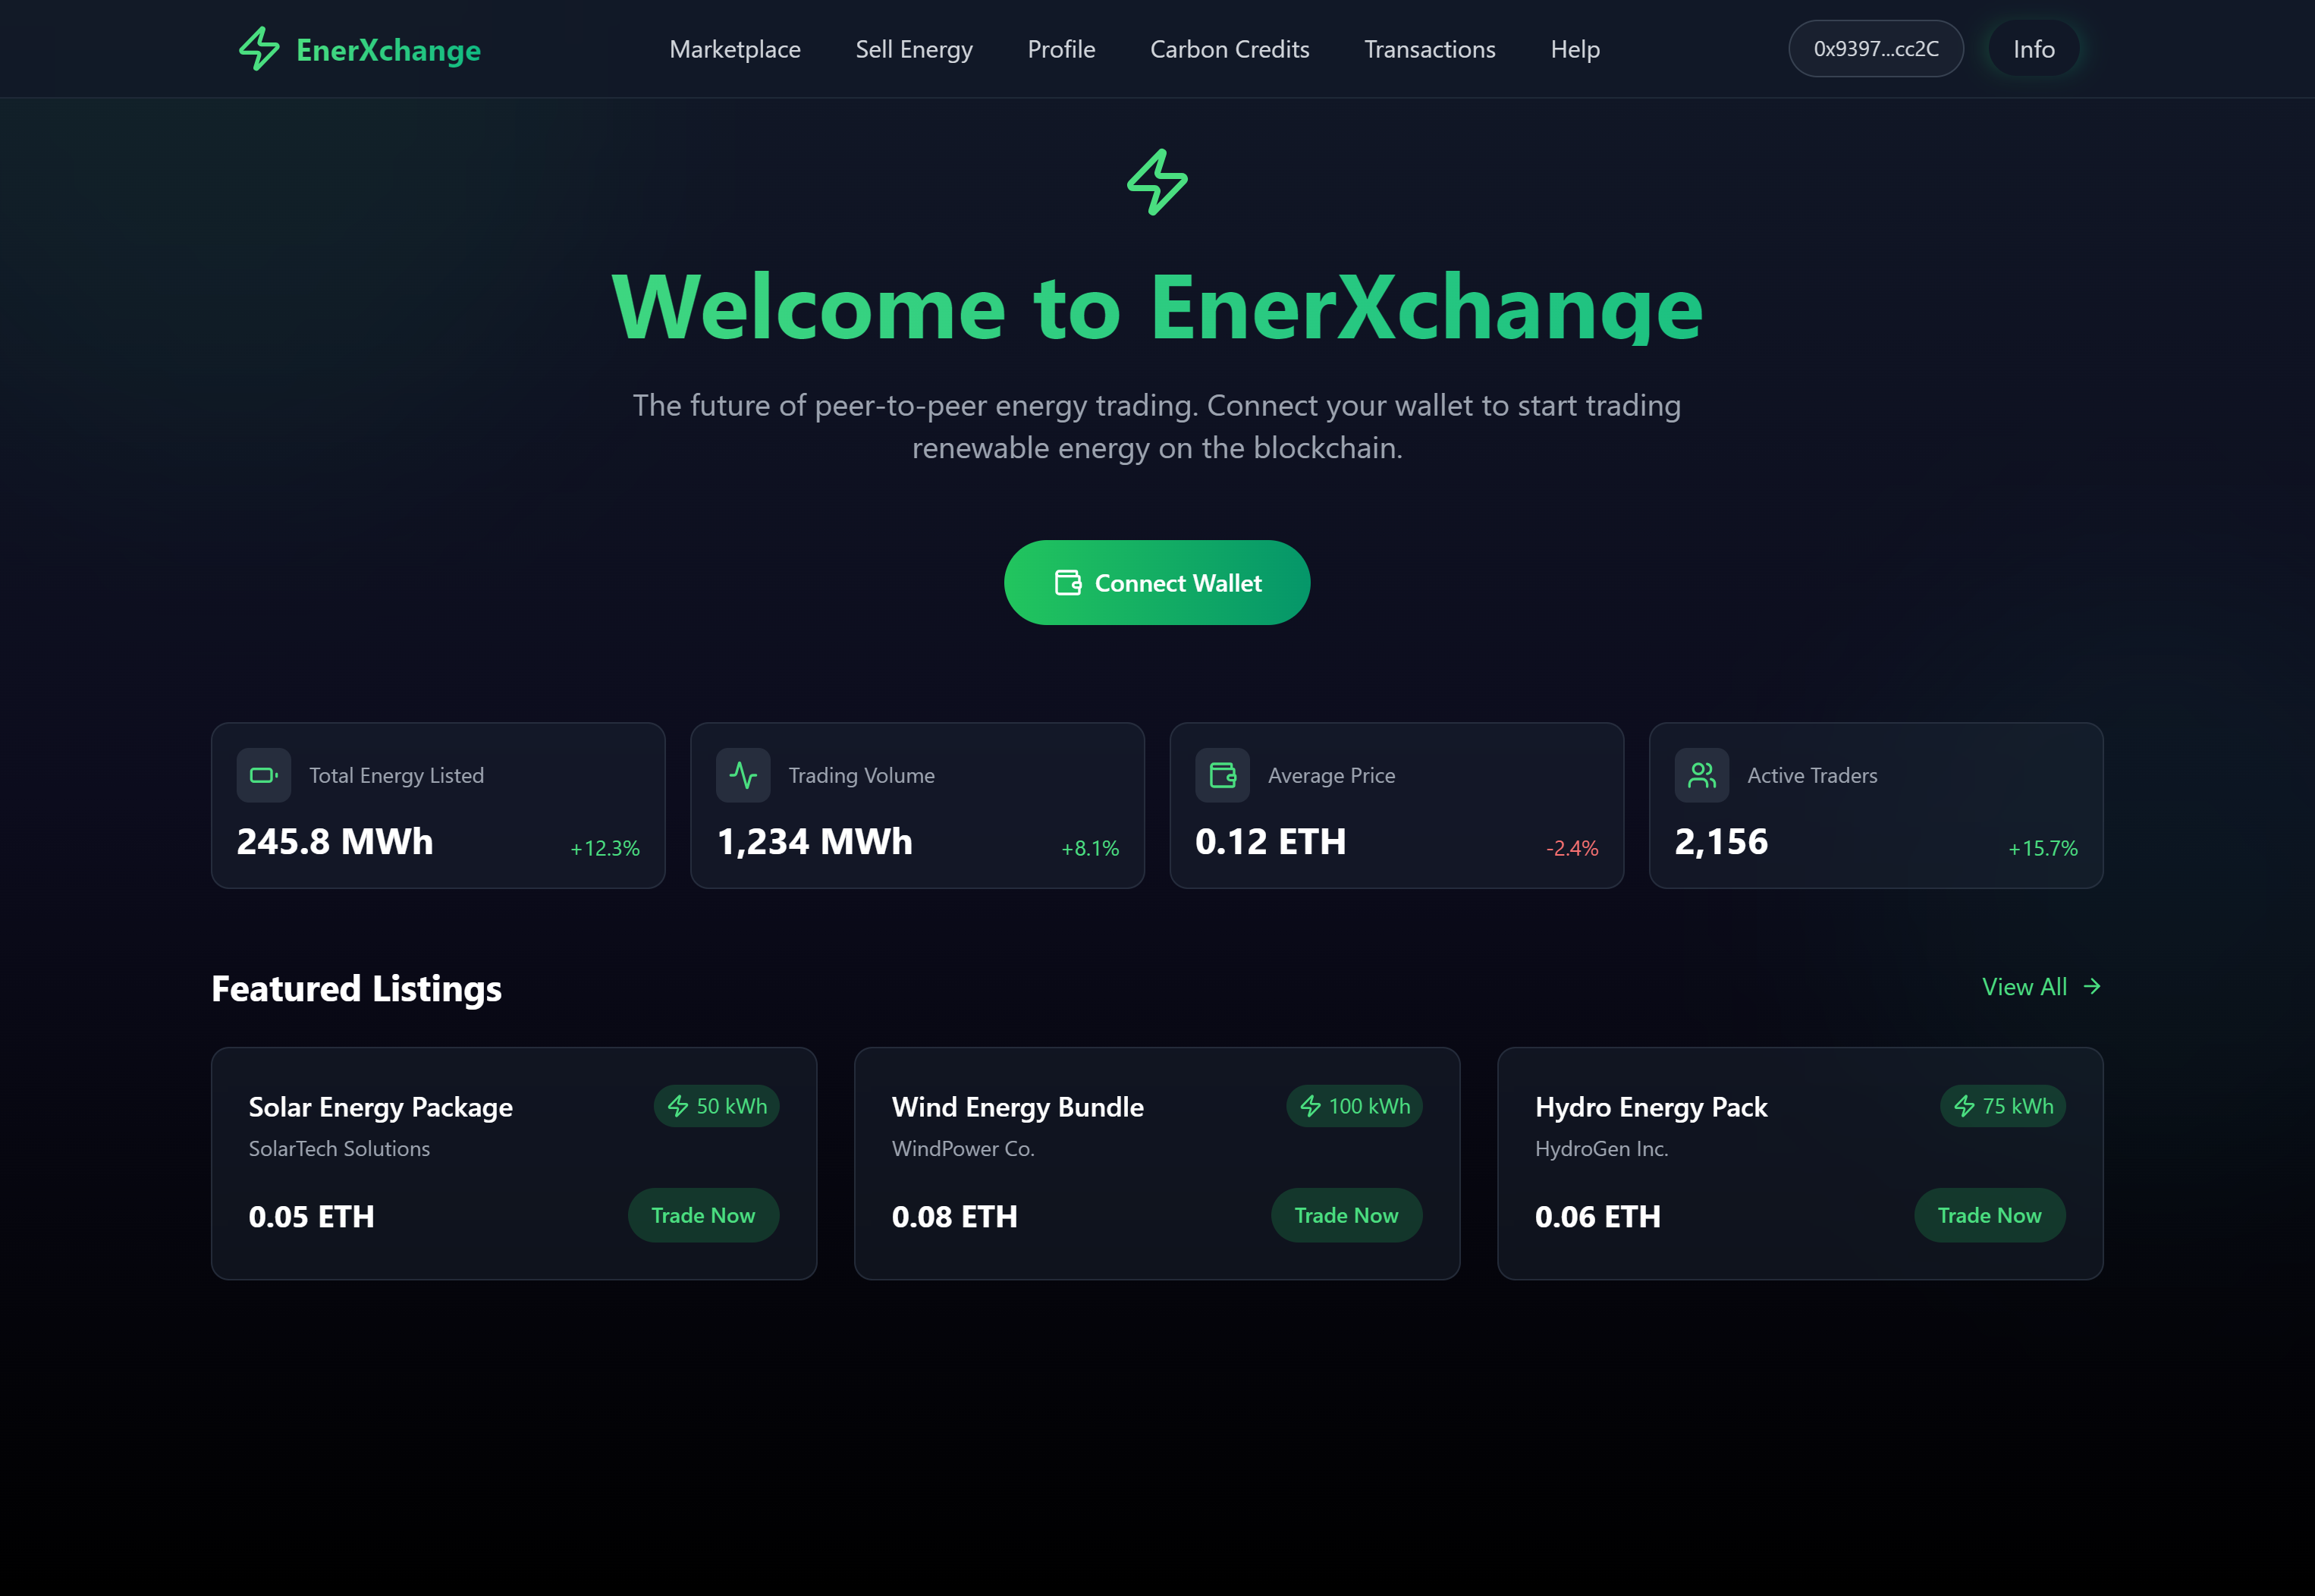 EnerXchange
Marketplace
Sell Energy
Profile
Carbon Credits
Transactions
Help
0x9397...cc2C
Info
Welcome to EnerXchange
The future of peer-to-peer energy trading. Connect your wallet to start trading
renewable energy on the blockchain.
Connect Wallet
Total Energy Listed
245.8 MWh
+12.3%
Trading Volume
1,234 MWh
+8.1%
Average Price
0.12 ETH
-2.4%
Active Traders
2,156
+15.7%
Featured Listings
View All
Solar Energy Package
50 kWh
SolarTech Solutions
0.05 ETH
Trade Now
Wind Energy Bundle
100 kWh
WindPower Co.
0.08 ETH
Trade Now
Hydro Energy Pack
75 kWh
HydroGen Inc.
0.06 ETH
Trade Now